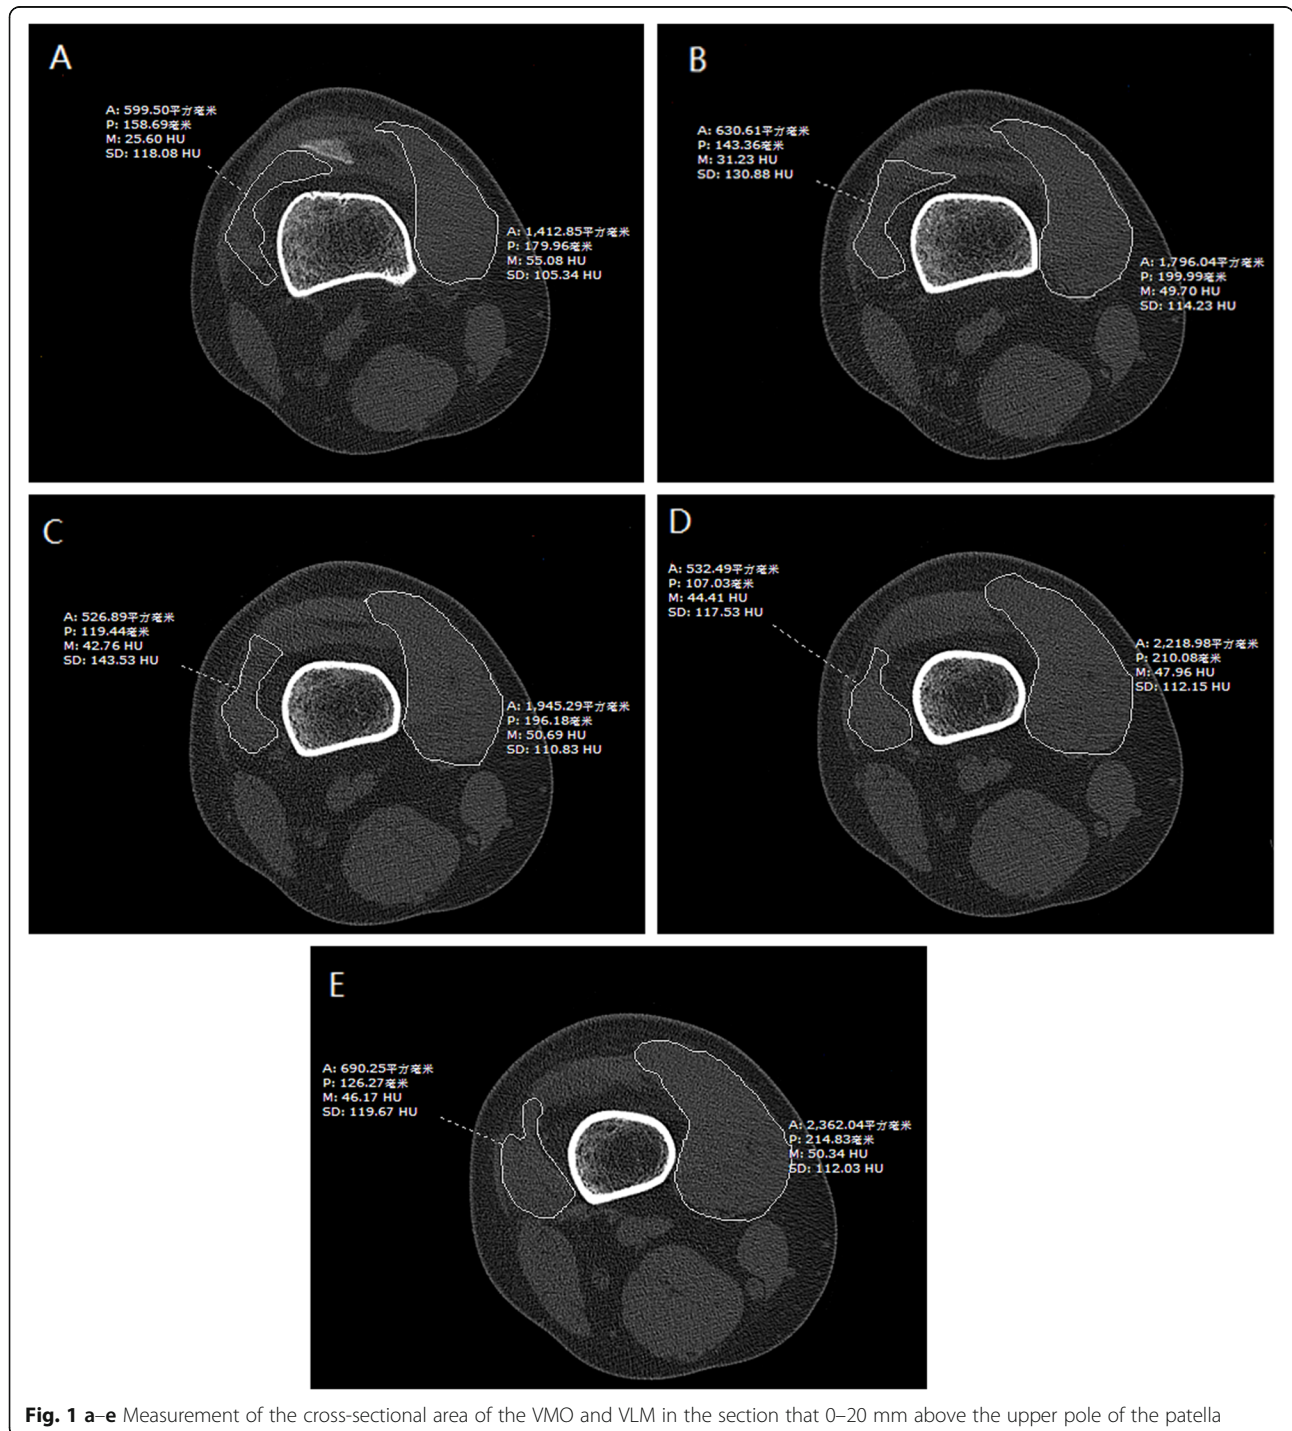 A
A: 599.50平方毫米
P: 158.69毫米
M: 25.60 HU
SD: 118.08 HU
A: 1,412.85平方毫米
P: 179.96毫米
M: 55.08 HU
SD: 105.34 HU
B
A: 630.61平方毫米
P: 143.36毫米
M: 31.23 HU
SD: 130.88 HU
A: 1,796.04平方毫米
P: 199.99毫米
M: 49.70 HU
SD: 114.23 HU
C
A: 526.89平方毫米
P: 119.44毫米
M: 42.76 HU
SD: 143.53 HU
A: 1,945.29平方毫米
P: 196.18毫米
M: 50.69 HU
SD: 110.83 HU
D
A: 532.49平方毫米
P: 107.03毫米
M: 44.41 HU
SD: 117.53 HU
A: 2,218.98平方毫米
P: 210.08毫米
M: 47.96 HU
SD: 112.15 HU
E
A: 690.25平方毫米
P: 126.27毫米
M: 46.17 HU
SD: 119.67 HU
A: 2,362.04平方毫米
P: 214.83毫米
M: 50.34 HU
SD: 112.03 HU
Fig. 1 a–e Measurement of the cross-sectional area of the VMO and VLM in the section that 0–20 mm above the upper pole of the patella